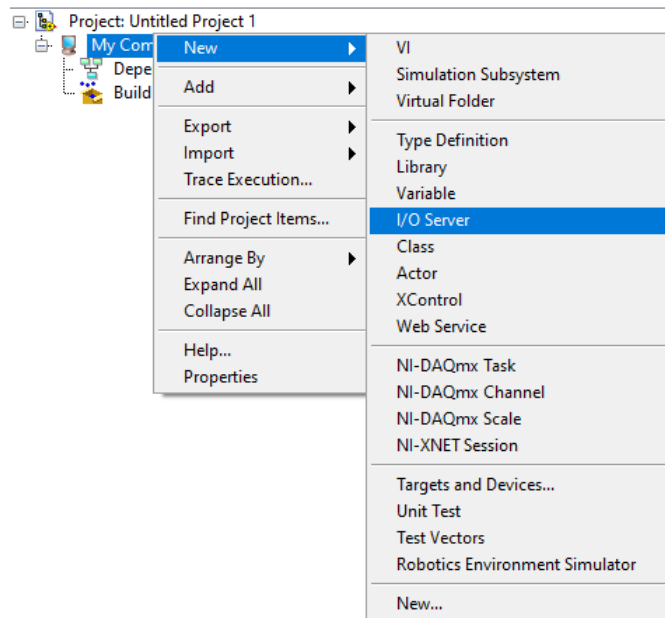 Project: Untitled Project 1
My Com
Depe
Build
New
Add
Export
Import
Trace Execution...
Find Project Items...
Arrange By
Expand All
Collapse All
Help...
Properties
VI
Simulation Subsystem
Virtual Folder
Type Definition
Library
Variable
I/O Server
Class
Actor
XControl
Web Service
NI-DAQmx Task
NI-DAQmx Channel
NI-DAQmx Scale
NI-XNET Session
Targets and Devices...
Unit Test
Test Vectors
Robotics Environment Simulator
New...